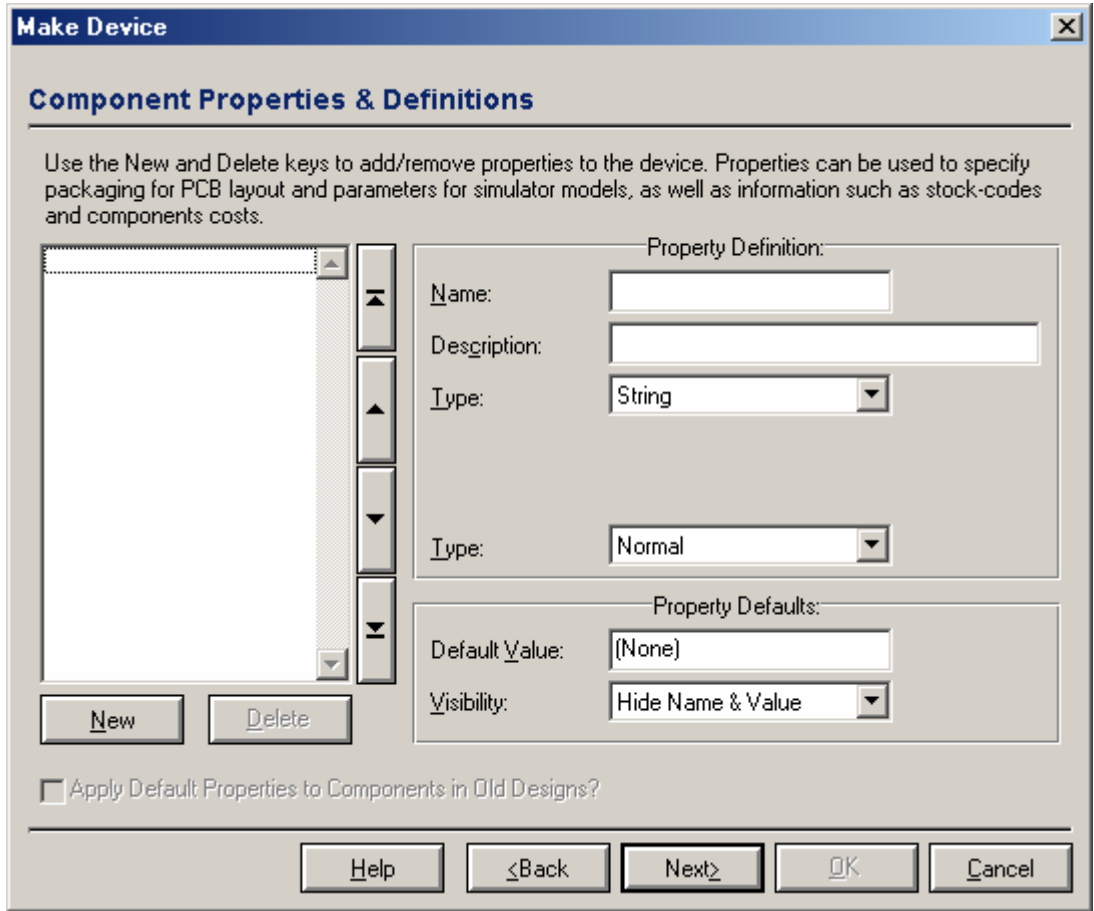 Make Device
Component Properties & Definitions
Use the New and Delete keys to add/remove properties to the device. Properties can be used to specify
packaging for PCB layout and parameters for simulator models, as well as information such as stock-codes
and components costs.
Property Definition:
Name:
Description:
Type: String
Type: Normal
Property Defaults:
Default Value: (None)
Visibility: Hide Name & Value
New Delete
Apply Default Properties to Components in Old Designs?
Help <Back Next> OK Cancel